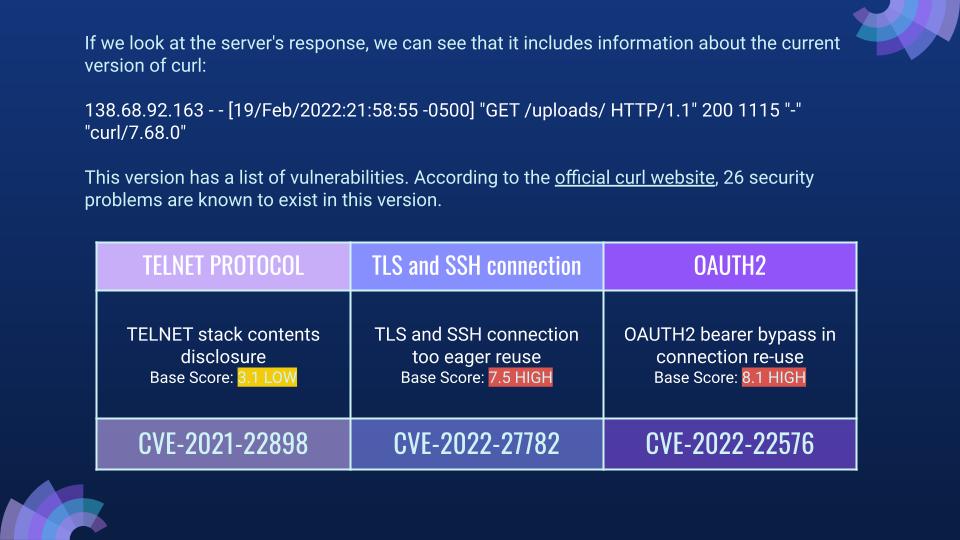 If we look at the server's response, we can see that it includes information about the current
version of curl:
138.68.92.163 - - [19/Feb/2022:21:58:55 -0500] "GET /uploads/ HTTP/1.1" 200 1115 "-"
"curl/7.68.0"
This version has a list of vulnerabilities. According to the official curl website, 26 security
problems are known to exist in this version.
TELNET PROTOCOL
TLS and SSH connection
OAUTH2
TELNET stack contents
disclosure
Base Score: 3.1 LOW
TLS and SSH connection
too eager reuse
Base Score: 7.5 HIGH
OAUTH2 bearer bypass in
connection re-use
Base Score: 8.1 HIGH
CVE-2021-22898
CVE-2022-27782
CVE-2022-22576